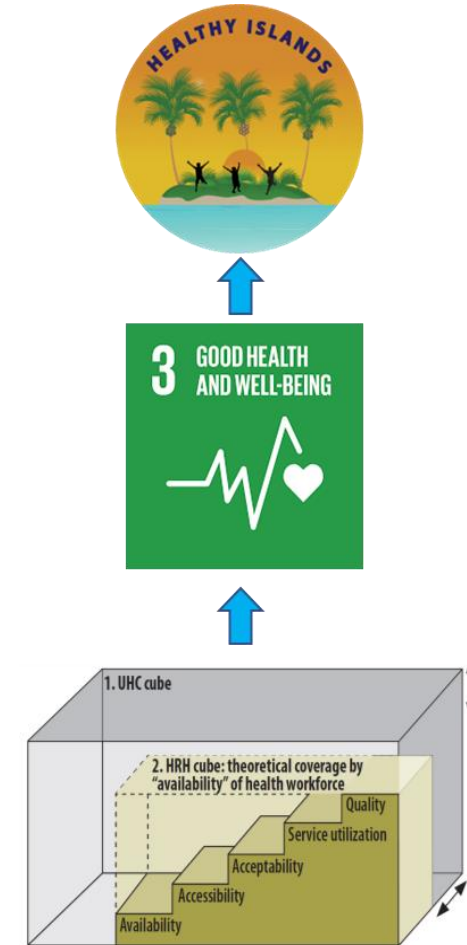 HEALTHY ISLANDS
3 GOOD HEALTH
AND WELL-BEING
1. UHC cube
2. HRH cube: theoretical coverage by
“availability” of health workforce
Quality
Service utilization
Acceptability
Accessibility
Availability